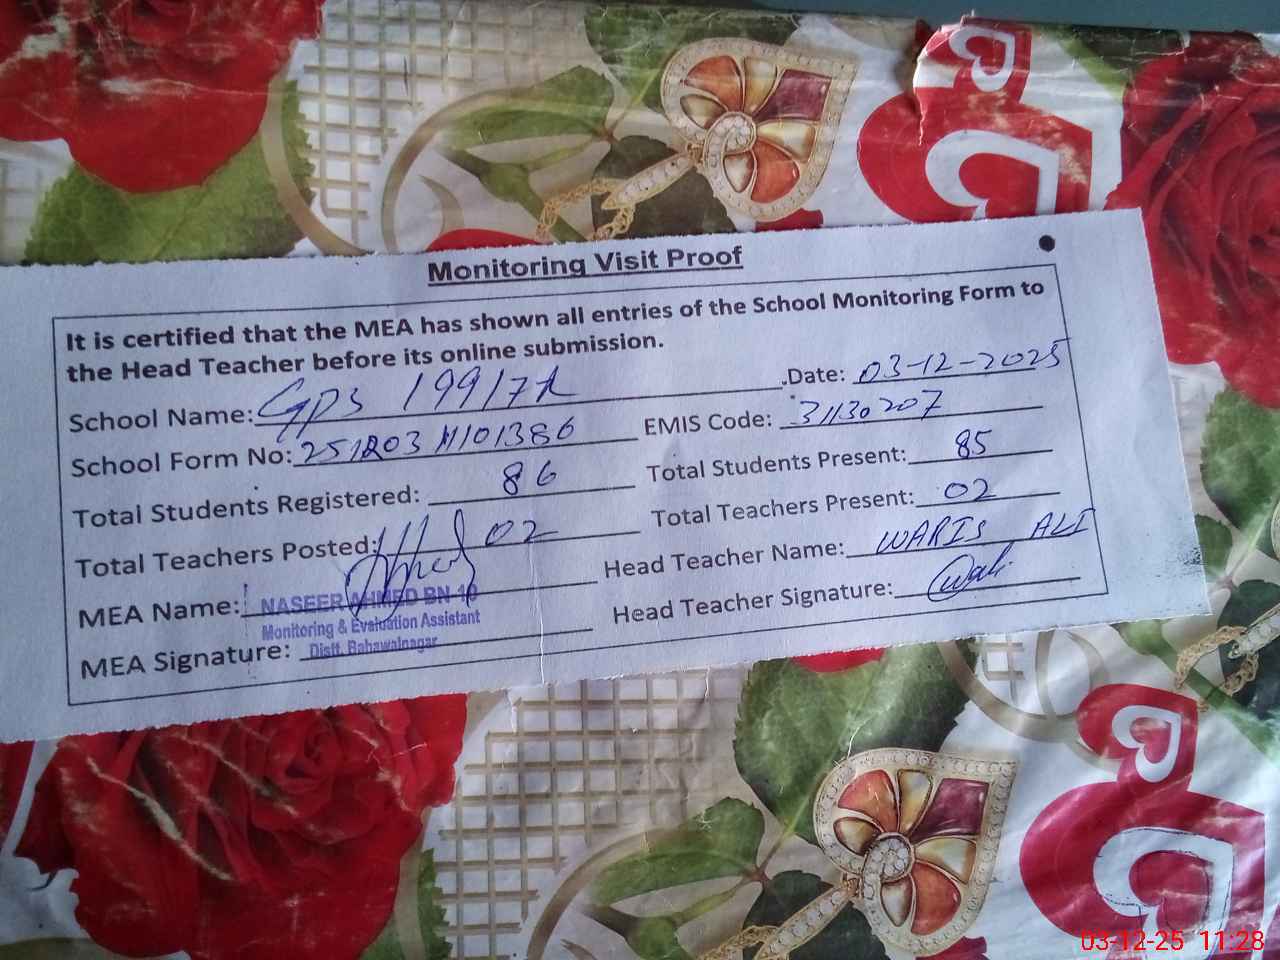 Monitoring Visit Proof
It is certified that the MEA has shown all entries of the School Monitoring Form to
the Head Teacher before its online submission.
School Name: GPS 199/7R Date: 03-12-2025
School Form No: 251203 M101386 EMIS Code: 31130207
Total Students Registered: 86 Total Students Present: 85
Total Teachers Posted: 02 Total Teachers Present: 02
MEA Name: NASEER AHMED BN-10 Head Teacher Name: WARIS ALI
Monitoring & Evaluation Assistant
MEA Signature: Distt. Bahawalnagar Head Teacher Signature:
03-12-25 11:28